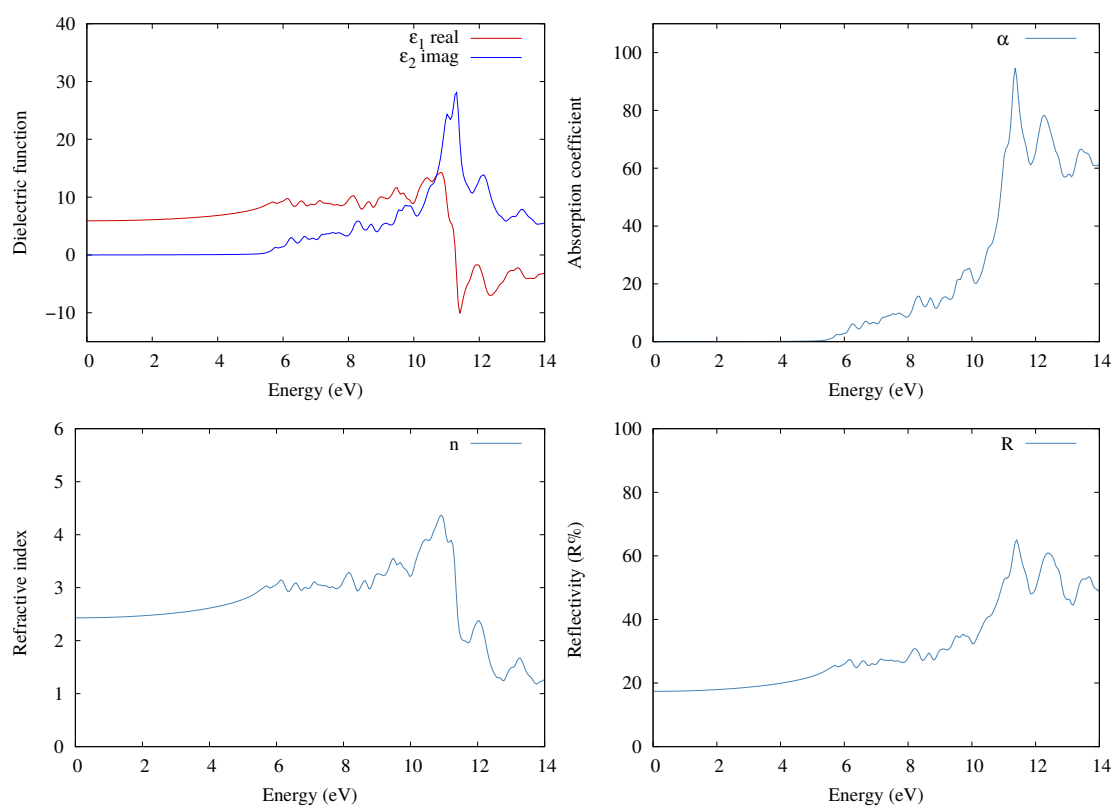 40
30
20
10
0
−10
0 2 4 6 8 10 12 14
Dielectric function
Energy (eV)
ε1 real
ε2 imag
100
80
60
40
20
0
0 2 4 6 8 10 12 14
Absorption coefficient
Energy (eV)
α
6
5
4
3
2
1
0
0 2 4 6 8 10 12 14
Refractive index
Energy (eV)
n
100
80
60
40
20
0
0 2 4 6 8 10 12 14
Reflectivity (R%)
Energy (eV)
R